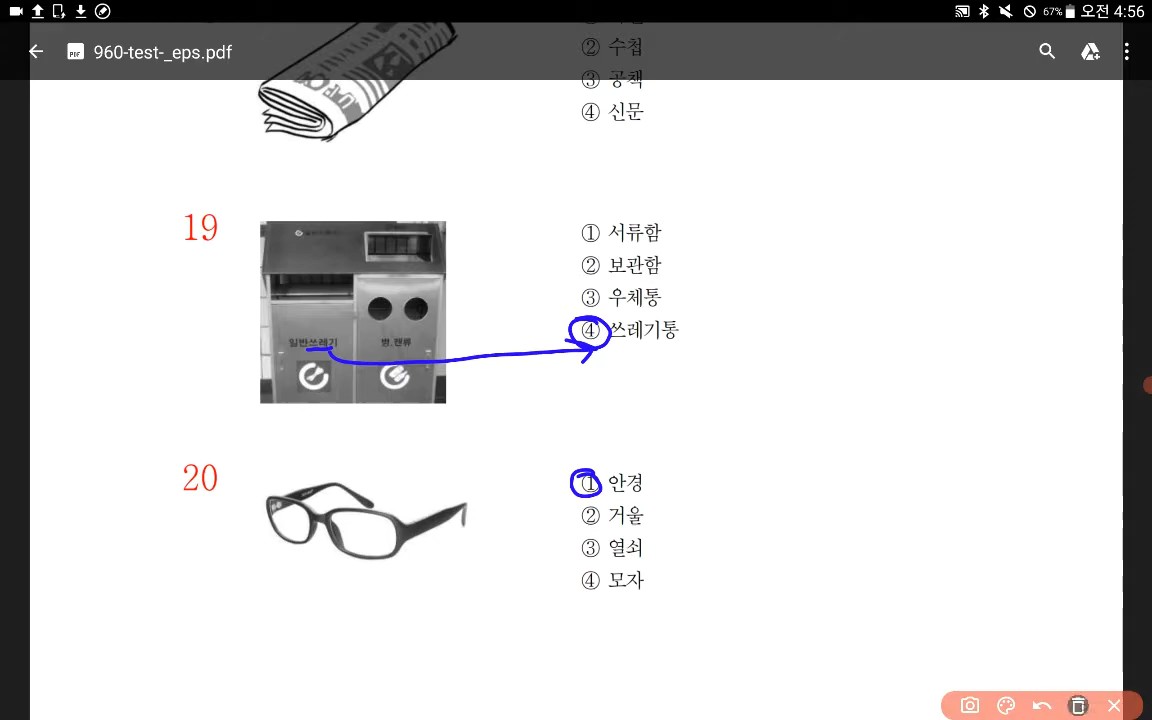 67% 오전 4:56
PDF 960-test-_eps.pdf
② 수첩
③ 공책
④ 신문
19
① 서류함
② 보관함
③ 우체통
④ 쓰레기통
일반쓰레기 병,캔류
20
① 안경
② 거울
③ 열쇠
④ 모자